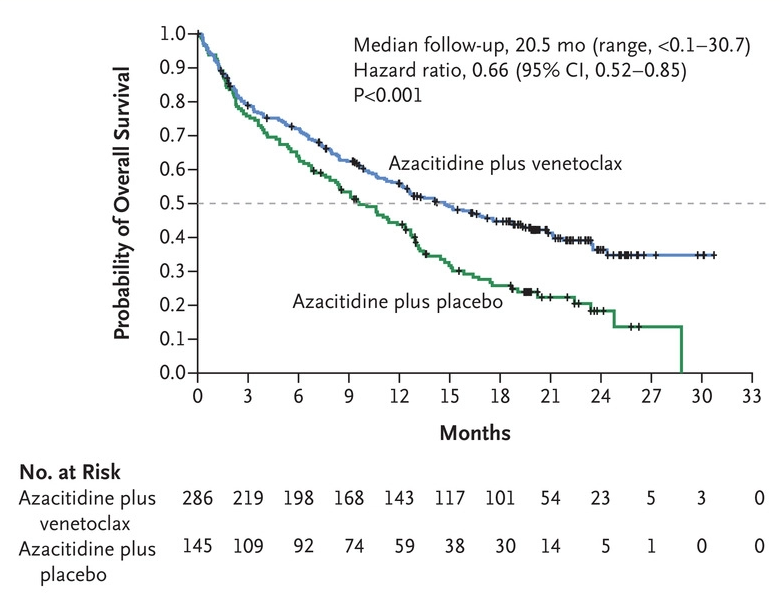 Median follow-up, 20.5 mo (range, <0.1–30.7)
Hazard ratio, 0.66 (95% CI, 0.52–0.85)
P<0.001
Probability of Overall Survival
1.0
0.9
0.8
0.7
0.6
0.5
0.4
0.3
0.2
0.1
0.0
Azacitidine plus venetoclax
Azacitidine plus placebo
0 3 6 9 12 15 18 21 24 27 30 33
Months
No. at Risk
Azacitidine plus 286 219 198 168 143 117 101 54 23 5 3 0
venetoclax
Azacitidine plus 145 109 92 74 59 38 30 14 5 1 0 0
placebo